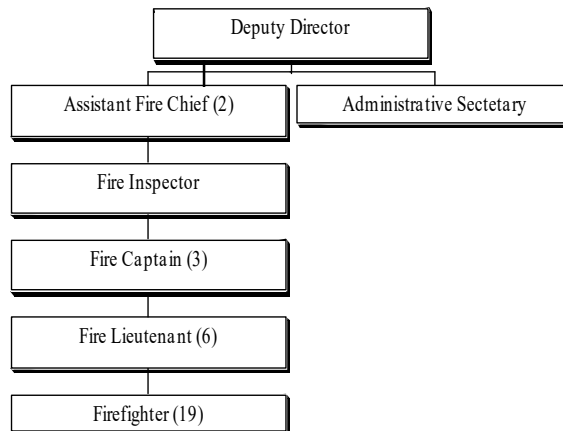 Deputy Director
Assistant Fire Chief (2)
Administrative Sectetary
Fire Inspector
Fire Captain (3)
Fire Lieutenant (6)
Firefighter (19)